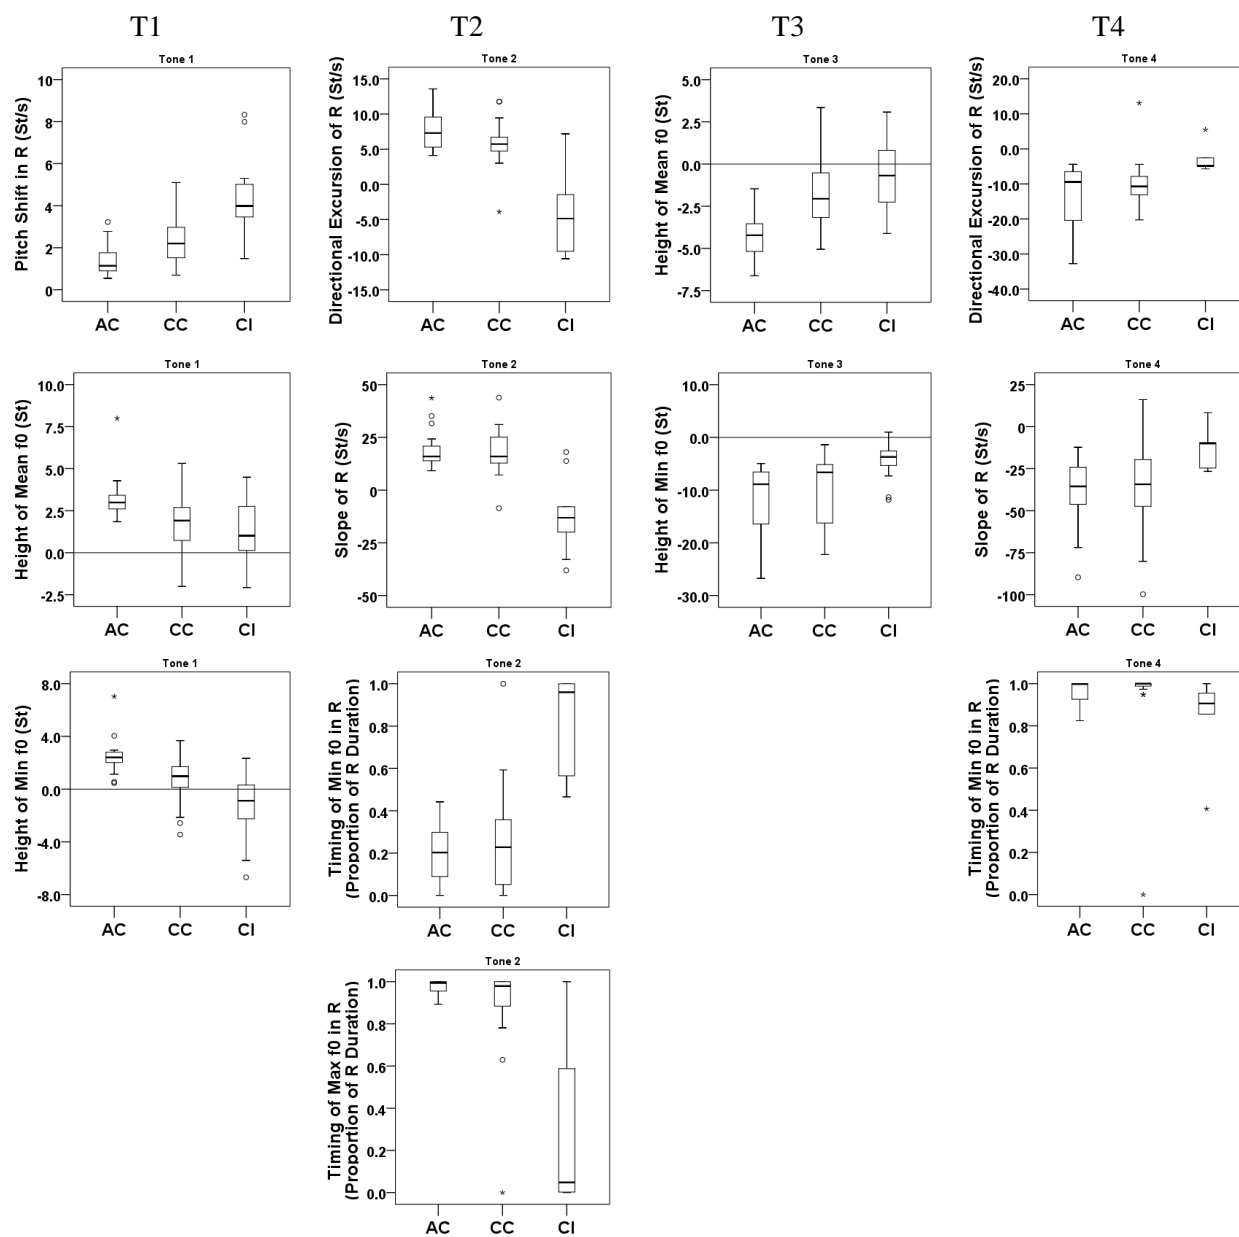 T1 T2 T3 T4
Tone 1
Pitch Shift in R (St/s)
10
8
6
4
2
0
AC CC CI
Tone 2
Directional Excursion of R (St/s)
15.0
10.0
5.0
0.0
-5.0
-10.0
-15.0
AC CC CI
Tone 3
Height of Mean f0 (St)
5.0
2.5
0.0
-2.5
-5.0
-7.5
AC CC CI
Tone 4
Directional Excursion of R (St/s)
20.0
10.0
0.0
-10.0
-20.0
-30.0
-40.0
AC CC CI
Tone 1
Height of Mean f0 (St)
10.0
7.5
5.0
2.5
0.0
-2.5
AC CC CI
Tone 2
Slope of R (St/s)
50
25
0
-25
-50
AC CC CI
Tone 3
Height of Min f0 (St)
10.0
0.0
-10.0
-20.0
-30.0
AC CC CI
Tone 4
Slope of R (St/s)
25
0
-25
-50
-75
-100
AC CC CI
Tone 1
Height of Min f0 (St)
8.0
4.0
0.0
-4.0
-8.0
AC CC CI
Tone 2
Timing of Min f0 in R
(Proportion of R Duration)
1.0
0.8
0.6
0.4
0.2
0.0
AC CC CI
Tone 4
Timing of Min f0 in R
(Proportion of R Duration)
1.0
0.8
0.6
0.4
0.2
0.0
AC CC CI
Tone 2
Timing of Max f0 in R
(Proportion of R Duration)
1.0
0.8
0.6
0.4
0.2
0.0
AC CC CI